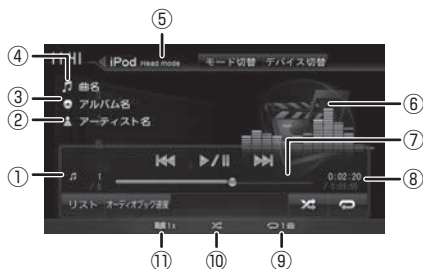 ⑤
④ iPod Head mode モード切替 デバイス切替
曲名
③ アルバム名 ⑥
② アーティスト名
⑦
① 1 0:02:20 ⑧
リスト オーディオブック速度
1x 1曲
⑪ ⑩ ⑨